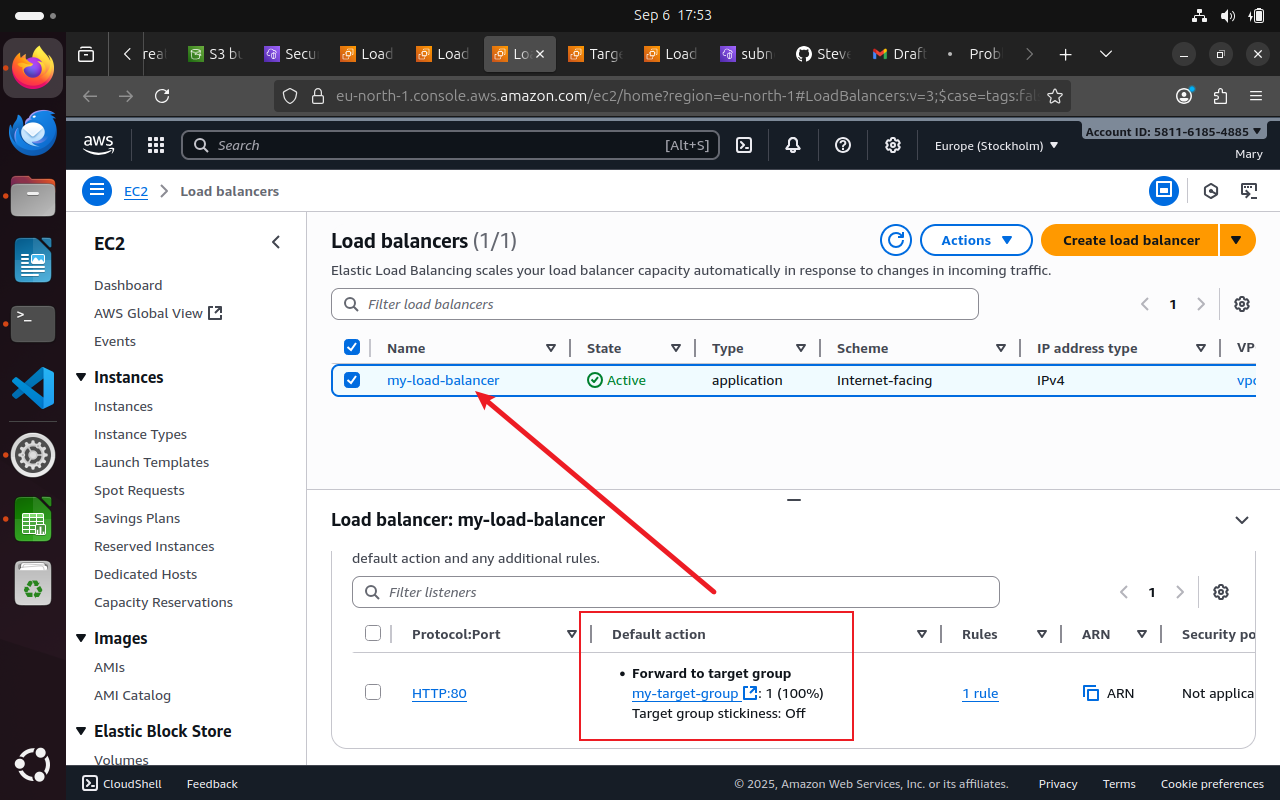 Sep 6 17:53
S3 bu
Secu
Load
Load
Lo
Targe
Load
subn
Steve
Draft
•
Probl
eu-north-1.console.aws.amazon.com/ec2/home?region=eu-north-1#LoadBalancers:v=3;$case=tags:fal
aws
Search
[Alt+S]
Europe (Stockholm)
Account ID: 5811-6185-4885
Mary
EC2
Load balancers
EC2
Dashboard
AWS Global View
Events
Instances
Instances
Instance Types
Launch Templates
Spot Requests
Savings Plans
Reserved Instances
Dedicated Hosts
Capacity Reservations
Images
AMIs
AMI Catalog
Elastic Block Store
Volumes
Load balancers (1/1)
Actions
Create load balancer
Elastic Load Balancing scales your load balancer capacity automatically in response to changes in incoming traffic.
Filter load balancers
1
Name
State
Type
Scheme
IP address type
VP
my-load-balancer
Active
application
Internet-facing
IPv4
vpc
Load balancer: my-load-balancer
default action and any additional rules.
Filter listeners
1
Protocol:Port
Default action
Rules
ARN
Security po
HTTP:80
• Forward to target group
my-target-group : 1 (100%)
Target group stickiness: Off
1 rule
ARN
Not applica
CloudShell
Feedback
© 2025, Amazon Web Services, Inc. or its affiliates.
Privacy
Terms
Cookie preferences